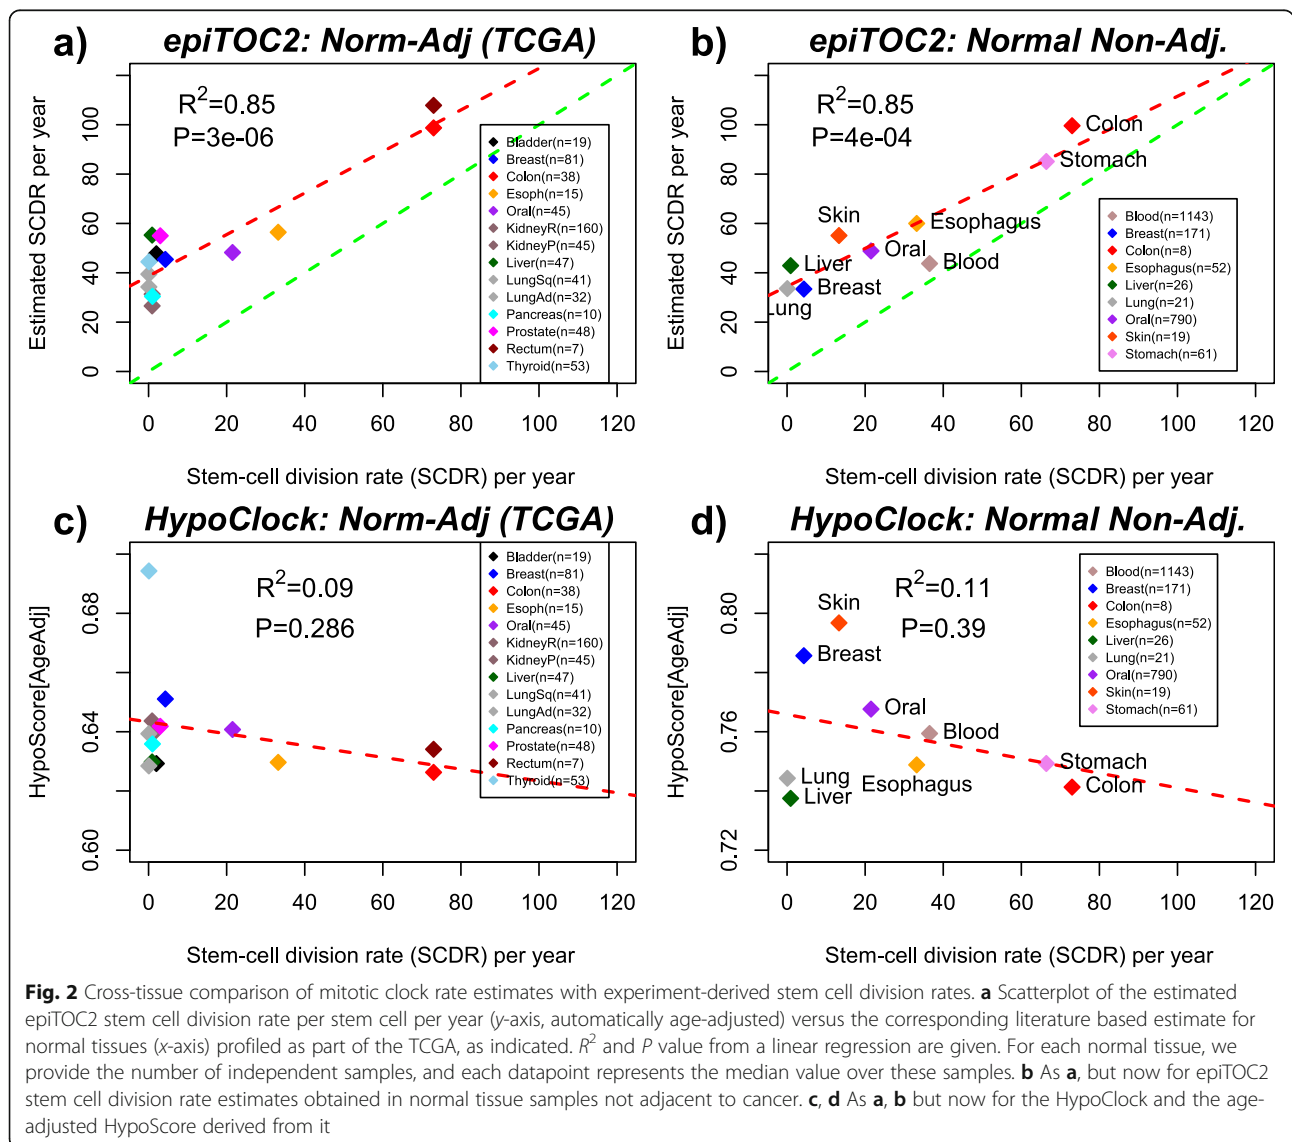 a)
epiTOC2: Norm-Adj (TCGA)
R2=0.85
P=3e-06
Estimated SCDR per year
0 20 40 60 80 100
Bladder(n=19)
Breast(n=81)
Colon(n=38)
Esoph(n=15)
Oral(n=45)
KidneyR(n=160)
KidneyP(n=45)
Liver(n=47)
LungSq(n=41)
LungAd(n=32)
Pancreas(n=10)
Prostate(n=48)
Rectum(n=7)
Thyroid(n=53)
0 20 40 60 80 100 120
Stem-cell division rate (SCDR) per year
b)
epiTOC2: Normal Non-Adj.
R2=0.85
P=4e-04
Estimated SCDR per year
0 20 40 60 80 100
Colon
Stomach
Skin
Esophagus
Oral
Liver
Blood
Breast
Lung
Blood(n=1143)
Breast(n=171)
Colon(n=8)
Esophagus(n=52)
Liver(n=26)
Lung(n=21)
Oral(n=790)
Skin(n=19)
Stomach(n=61)
0 20 40 60 80 100 120
Stem-cell division rate (SCDR) per year
c)
HypoClock: Norm-Adj (TCGA)
R2=0.09
P=0.286
HypoScore[AgeAdj]
0.60 0.64 0.68
Bladder(n=19)
Breast(n=81)
Colon(n=38)
Esoph(n=15)
Oral(n=45)
KidneyR(n=160)
KidneyP(n=45)
Liver(n=47)
LungSq(n=41)
LungAd(n=32)
Pancreas(n=10)
Prostate(n=48)
Rectum(n=7)
Thyroid(n=53)
0 20 40 60 80 100 120
Stem-cell division rate (SCDR) per year
d)
HypoClock: Normal Non-Adj.
R2=0.11
P=0.39
HypoScore[AgeAdj]
0.72 0.76 0.80
Skin
Breast
Oral
Blood
Stomach
Lung
Esophagus
Colon
Liver
Blood(n=1143)
Breast(n=171)
Colon(n=8)
Esophagus(n=52)
Liver(n=26)
Lung(n=21)
Oral(n=790)
Skin(n=19)
Stomach(n=61)
0 20 40 60 80 100 120
Stem-cell division rate (SCDR) per year
Fig. 2 Cross-tissue comparison of mitotic clock rate estimates with experiment-derived stem cell division rates. a Scatterplot of the estimated
epiTOC2 stem cell division rate per stem cell per year (y-axis, automatically age-adjusted) versus the corresponding literature based estimate for
normal tissues (x-axis) profiled as part of the TCGA, as indicated. R2 and P value from a linear regression are given. For each normal tissue, we
provide the number of independent samples, and each datapoint represents the median value over these samples. b As a, but now for epiTOC2
stem cell division rate estimates obtained in normal tissue samples not adjacent to cancer. c, d As a, b but now for the HypoClock and the age-
adjusted HypoScore derived from it